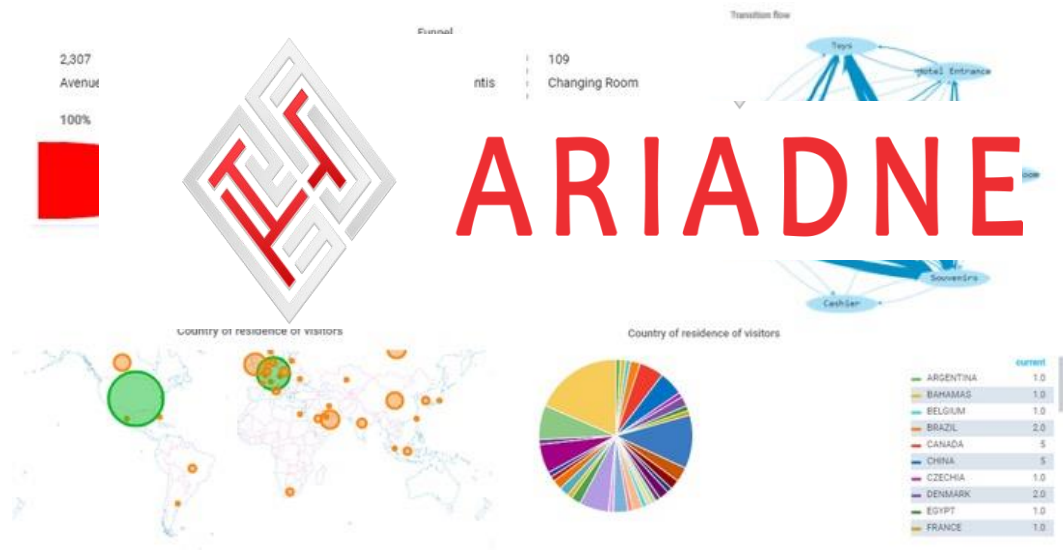 Transition flow
Funnel
Toys
Hotel Entrance
2,307
Avenue
ntis
109
Changing Room
100%
ARIADNE
oom
Souvenirs
Cashier
Country of residence of visitors
Country of residence of visitors
current
ARGENTINA 1.0
BAHAMAS 1.0
BELGIUM 1.0
BRAZIL 2.0
CANADA 5
CHINA 5
CZECHIA 1.0
DENMARK 2.0
EGYPT 1.0
FRANCE 1.0